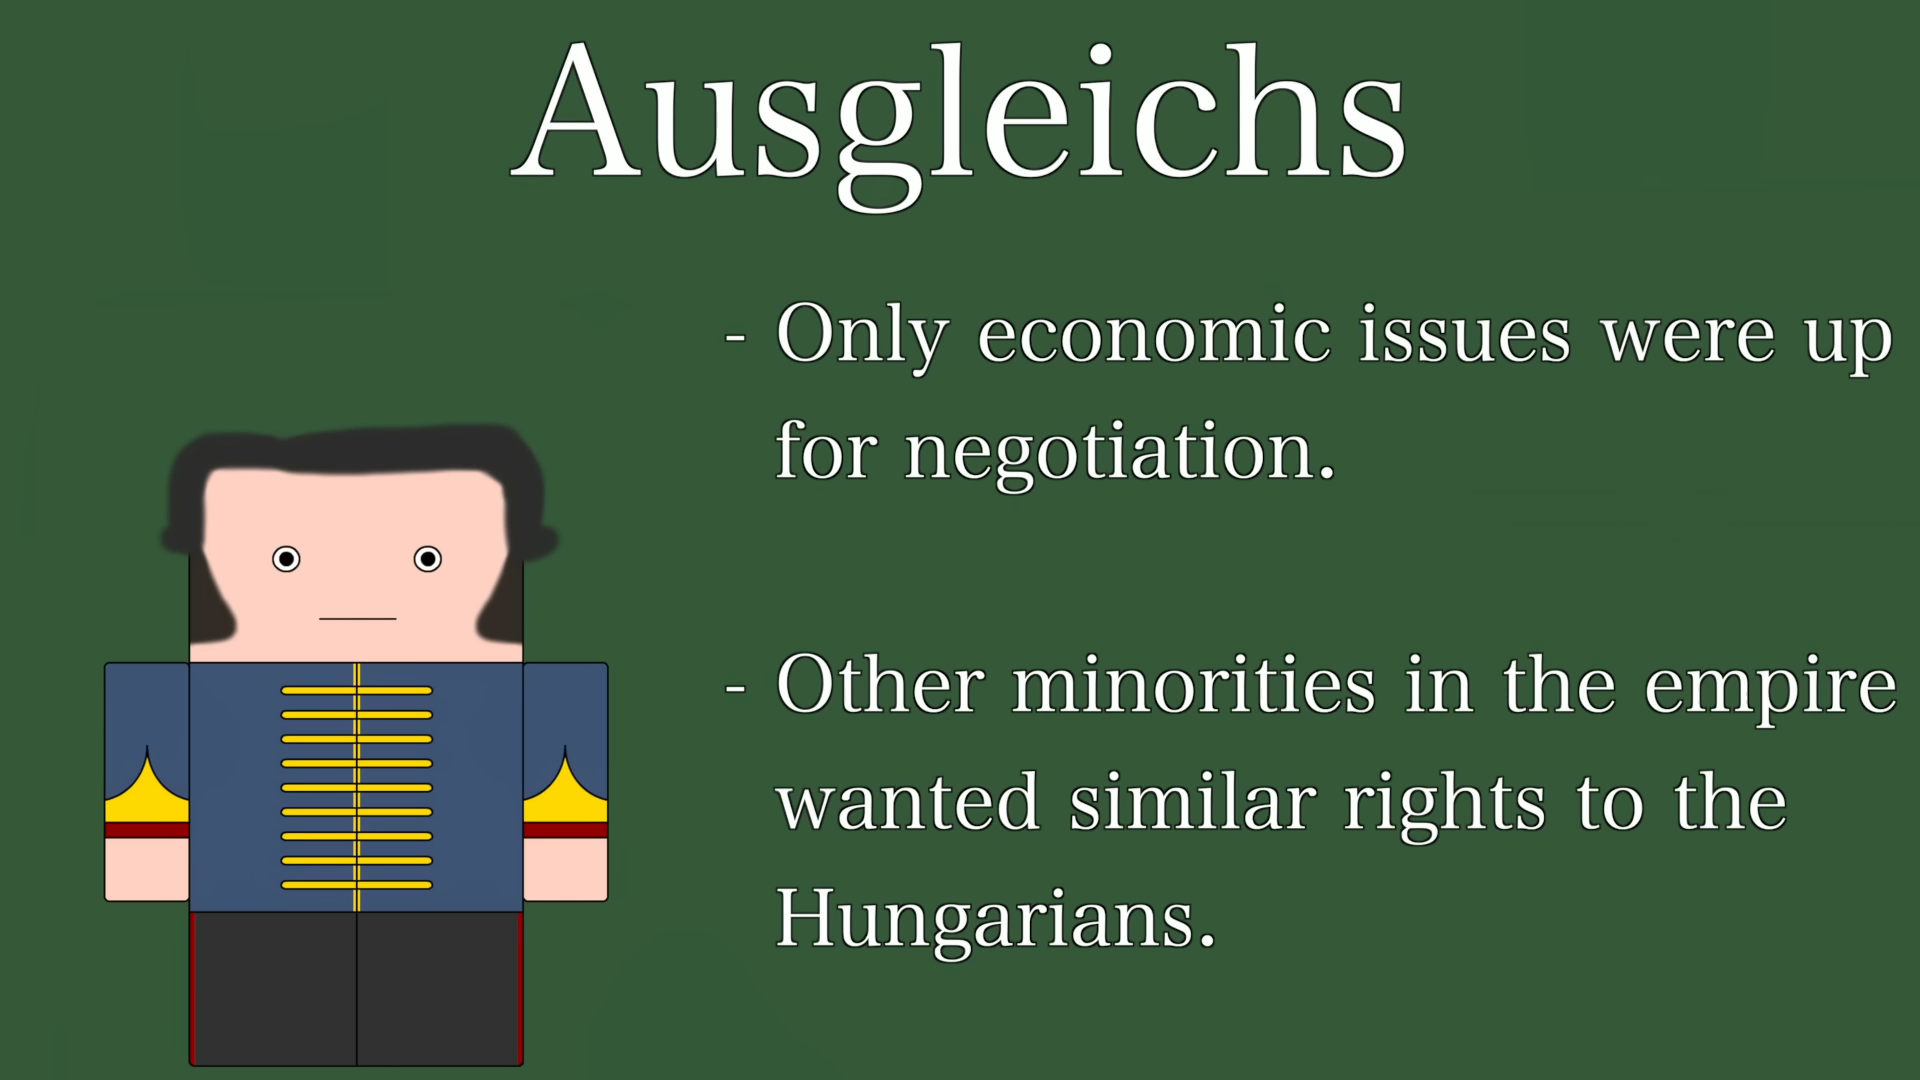 Ausgleichs
- Only economic issues were up
for negotiation.
- Other minorities in the empire
wanted similar rights to the
Hungarians.